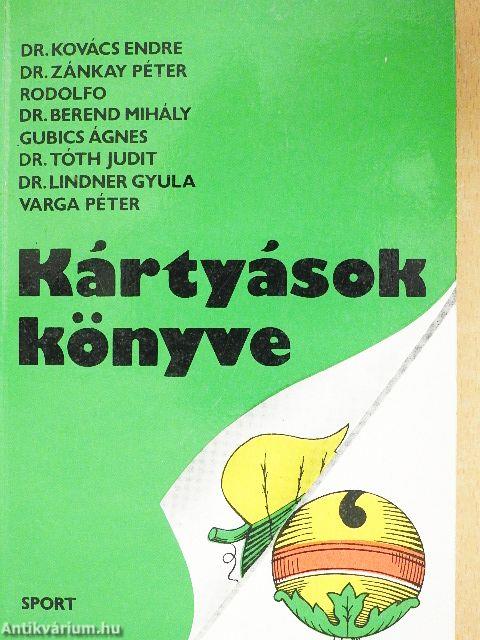 DR. KOVÁCS ENDRE
DR. ZÁNKAY PÉTER
RODOLFO
DR. BEREND MIHÁLY
GUBICS ÁGNES
DR. TÓTH JUDIT
DR. LINDNER GYULA
VARGA PÉTER
Kártyások
könyve
SPORT
Antikvárium.hu